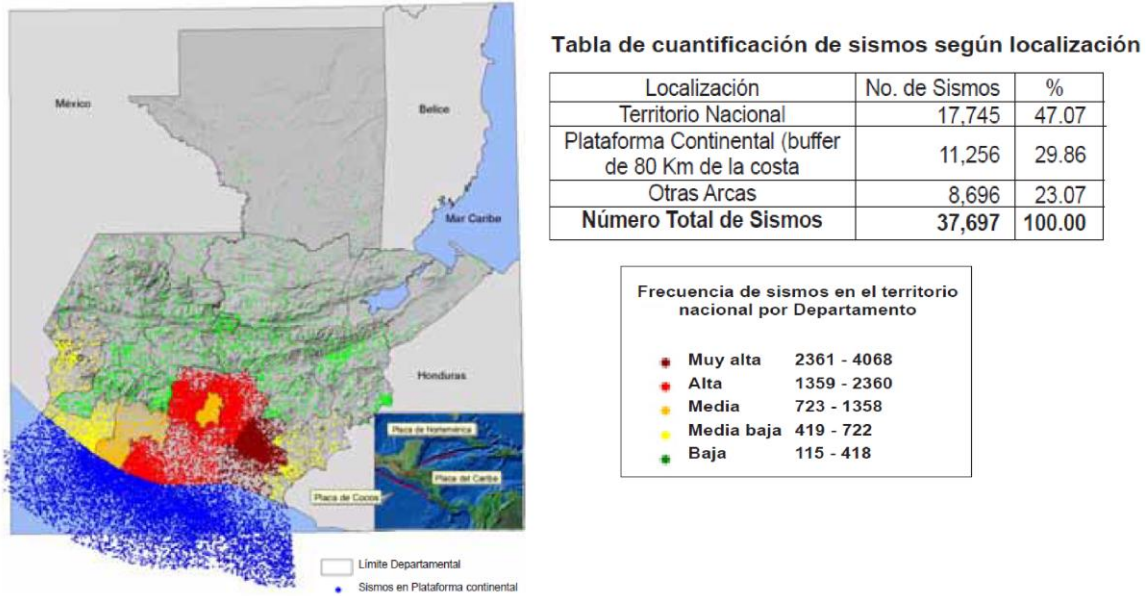 México
Belice
Mar Caribe
Honduras
Placa de Norteamérica
Placa del Caribe
Placa de Cocos
Límite Departamental
Sismos en Plataforma continental
Tabla de cuantificación de sismos según localización
Localización No. de Sismos %
Territorio Nacional 17,745 47.07
Plataforma Continental (buffer
de 80 Km de la costa 11,256 29.86
Otras Arcas 8,696 23.07
Número Total de Sismos 37,697 100.00
Frecuencia de sismos en el territorio
nacional por Departamento
Muy alta 2361 - 4068
Alta 1359 - 2360
Media 723 - 1358
Media baja 419 - 722
Baja 115 - 418